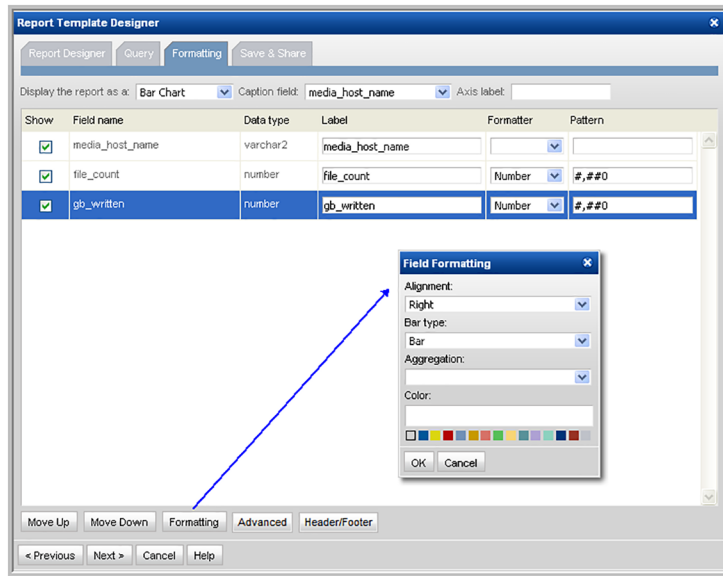 Report Template Designer
Report Designer Query Formatting Save & Share
Display the report as a: Bar Chart Caption field: media_host_name Axis label:
Show Field name Data type Label Formatter Pattern
media_host_name varchar2 media_host_name
file_count number file_count Number #,##0
gb_written number gb_written Number #,##0
Field Formatting
Alignment:
Right
Bar type:
Bar
Aggregation:
Color:
OK Cancel
Move Up Move Down Formatting Advanced Header/Footer
< Previous Next > Cancel Help